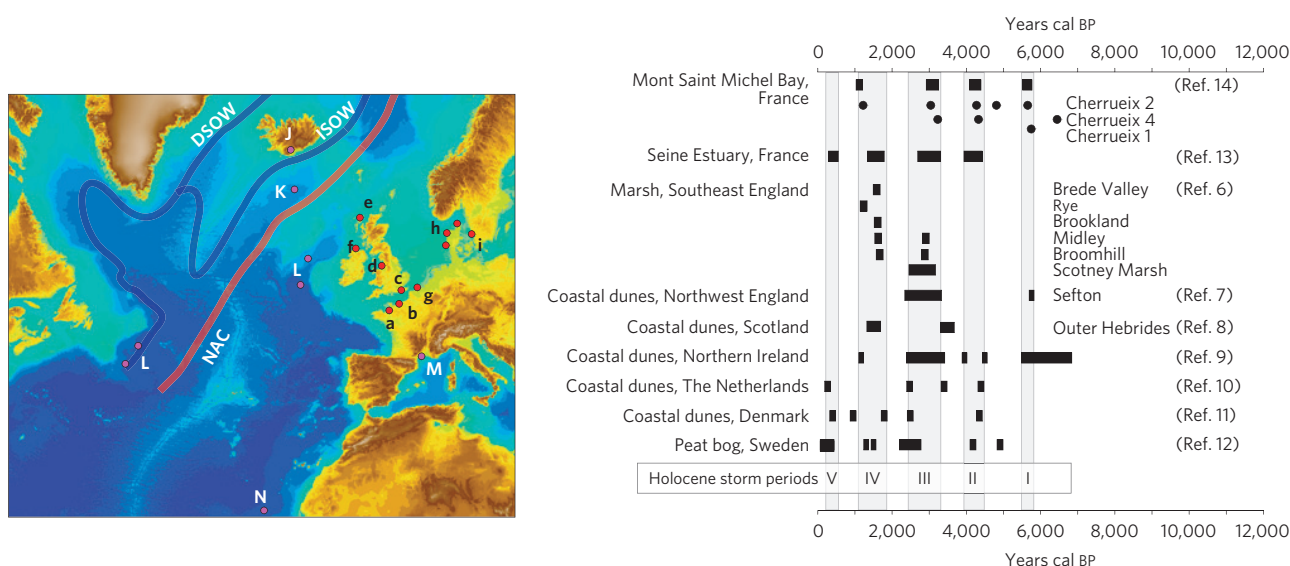 DSOW
ISOW
J
K
e
h
i
f
d
L
c
g
b
a
NAC
L
M
N
Years cal BP
0 2,000 4,000 6,000 8,000 10,000 12,000
Mont Saint Michel Bay, (Ref. 14)
France Cherrueix 2
Cherrueix 4
Cherrueix 1
Seine Estuary, France (Ref. 13)
Marsh, Southeast England Brede Valley (Ref. 6)
Rye
Brookland
Midley
Broomhill
Scotney Marsh
Coastal dunes, Northwest England Sefton (Ref. 7)
Coastal dunes, Scotland Outer Hebrides (Ref. 8)
Coastal dunes, Northern Ireland (Ref. 9)
Coastal dunes, The Netherlands (Ref. 10)
Coastal dunes, Denmark (Ref. 11)
Peat bog, Sweden (Ref. 12)
Holocene storm periods V IV III II I
0 2,000 4,000 6,000 8,000 10,000 12,000
Years cal BP